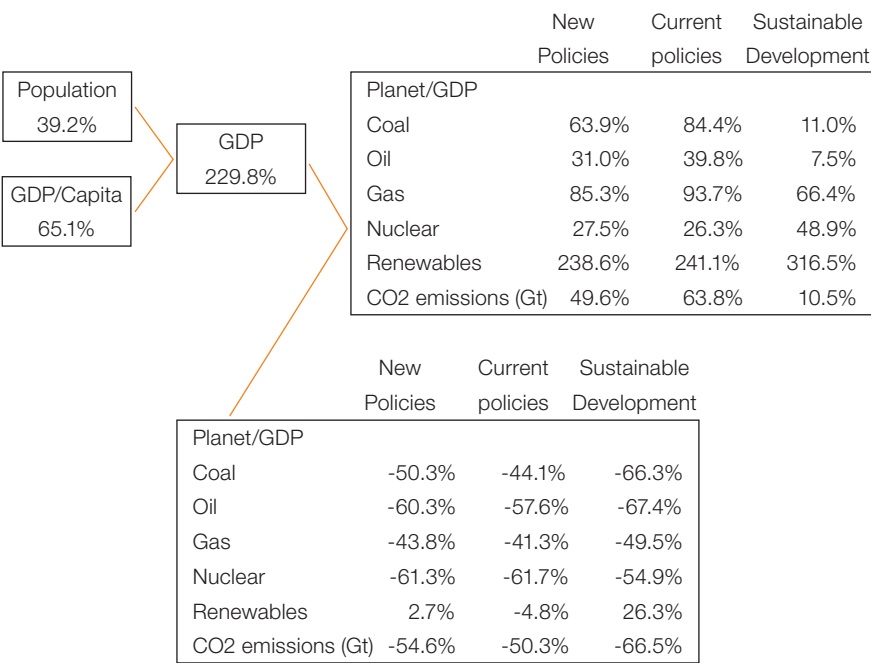 New Current Sustainable
Policies policies Development
Population
39.2%
GDP/Capita
65.1%
GDP
229.8%
Planet/GDP
Coal 63.9% 84.4% 11.0%
Oil 31.0% 39.8% 7.5%
Gas 85.3% 93.7% 66.4%
Nuclear 27.5% 26.3% 48.9%
Renewables 238.6% 241.1% 316.5%
CO2 emissions (Gt) 49.6% 63.8% 10.5%
New Current Sustainable
Policies policies Development
Planet/GDP
Coal -50.3% -44.1% -66.3%
Oil -60.3% -57.6% -67.4%
Gas -43.8% -41.3% -49.5%
Nuclear -61.3% -61.7% -54.9%
Renewables 2.7% -4.8% 26.3%
CO2 emissions (Gt) -54.6% -50.3% -66.5%